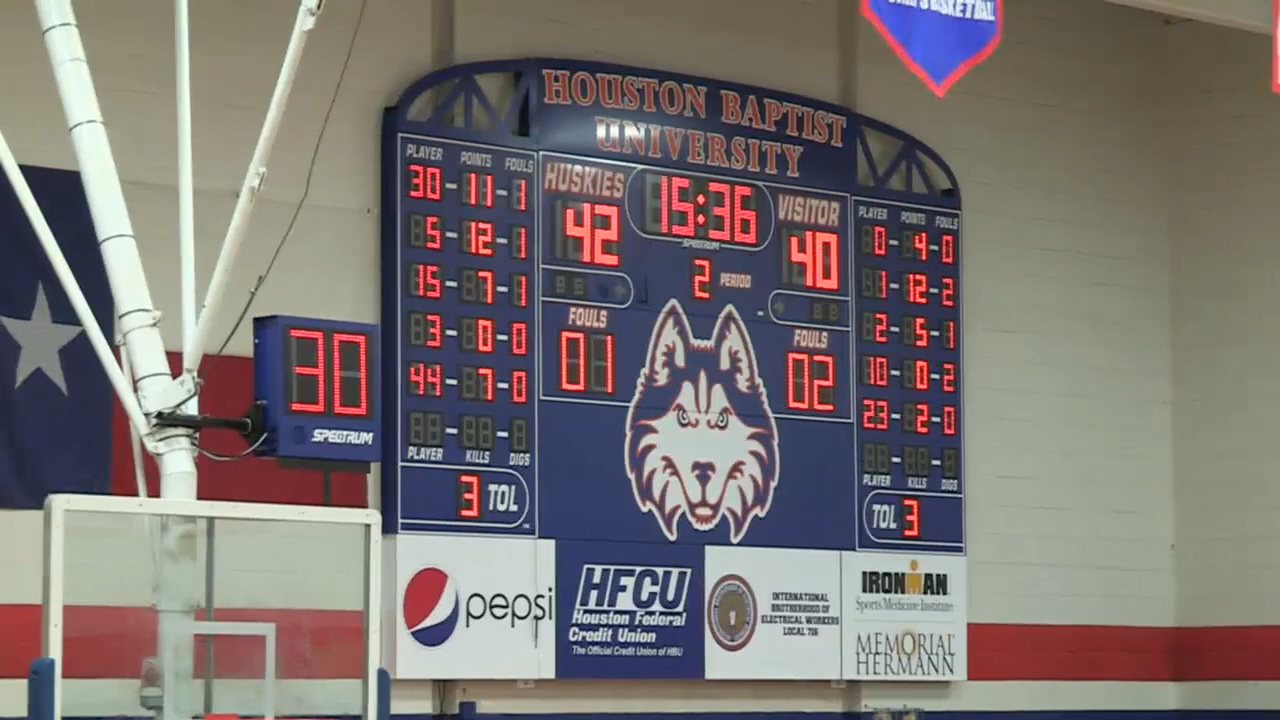 BASKETBALL
HOUSTON BAPTIST
UNIVERSITY
PLAYER POINTS FOULS
30-11-1
5-12-1
15-7-1
3-0-0
44-7-0
PLAYER KILLS DIGS
3 TOL
HUSKIES
42
15:36
SPECTRUM
VISITOR
40
2 PERIOD
FOULS
01
FOULS
02
PLAYER POINTS FOULS
0-4-0
1-12-2
2-5-1
10-0-2
23-2-0
PLAYER KILLS DIGS
TOL 3
30
SPECTRUM
pepsi
HFCU
Houston Federal
Credit Union
The Official Credit Union of HBU
INTERNATIONAL
BROTHERHOOD OF
ELECTRICAL WORKERS
LOCAL 716
IRONMAN
Sports Medicine Institute
MEMORIAL
HERMANN